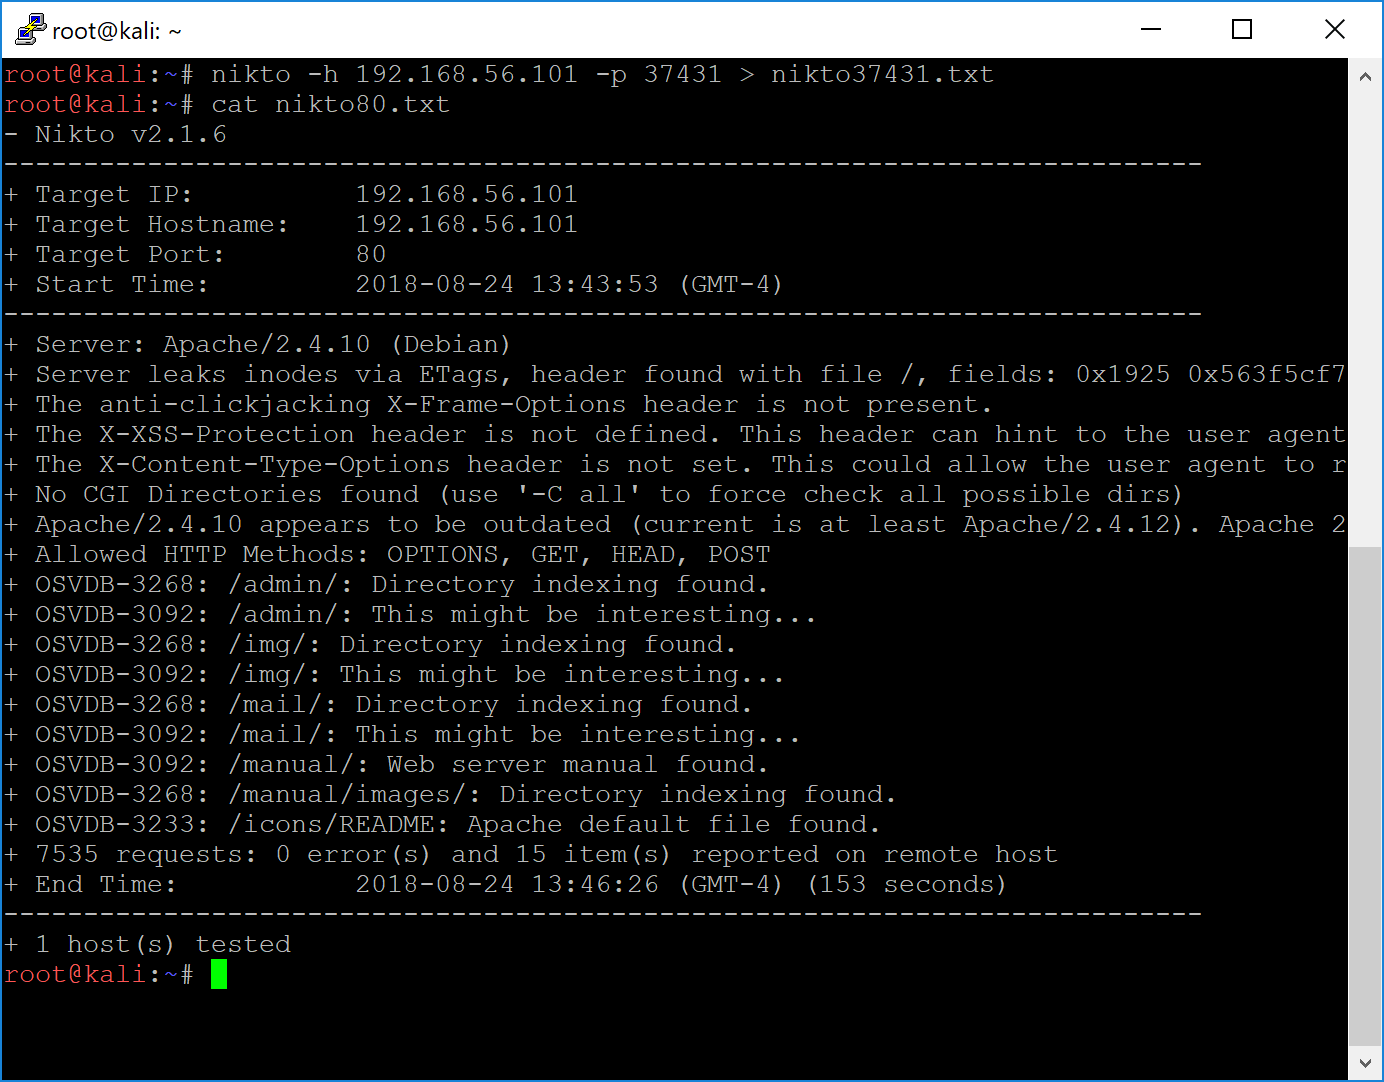 root@kali: ~
root@kali:~# nikto -h 192.168.56.101 -p 37431 > nikto37431.txt
root@kali:~# cat nikto80.txt
- Nikto v2.1.6
---------------------------------------------------------------------------
+ Target IP:          192.168.56.101
+ Target Hostname:    192.168.56.101
+ Target Port:        80
+ Start Time:         2018-08-24 13:43:53 (GMT-4)
---------------------------------------------------------------------------
+ Server: Apache/2.4.10 (Debian)
+ Server leaks inodes via ETags, header found with file /, fields: 0x1925 0x563f5cf7
+ The anti-clickjacking X-Frame-Options header is not present.
+ The X-XSS-Protection header is not defined. This header can hint to the user agent
+ The X-Content-Type-Options header is not set. This could allow the user agent to r
+ No CGI Directories found (use '-C all' to force check all possible dirs)
+ Apache/2.4.10 appears to be outdated (current is at least Apache/2.4.12). Apache 2
+ Allowed HTTP Methods: OPTIONS, GET, HEAD, POST
+ OSVDB-3268: /admin/: Directory indexing found.
+ OSVDB-3092: /admin/: This might be interesting...
+ OSVDB-3268: /img/: Directory indexing found.
+ OSVDB-3092: /img/: This might be interesting...
+ OSVDB-3268: /mail/: Directory indexing found.
+ OSVDB-3092: /mail/: This might be interesting...
+ OSVDB-3092: /manual/: Web server manual found.
+ OSVDB-3268: /manual/images/: Directory indexing found.
+ OSVDB-3233: /icons/README: Apache default file found.
+ 7535 requests: 0 error(s) and 15 item(s) reported on remote host
+ End Time:           2018-08-24 13:46:26 (GMT-4) (153 seconds)
---------------------------------------------------------------------------
+ 1 host(s) tested
root@kali:~#